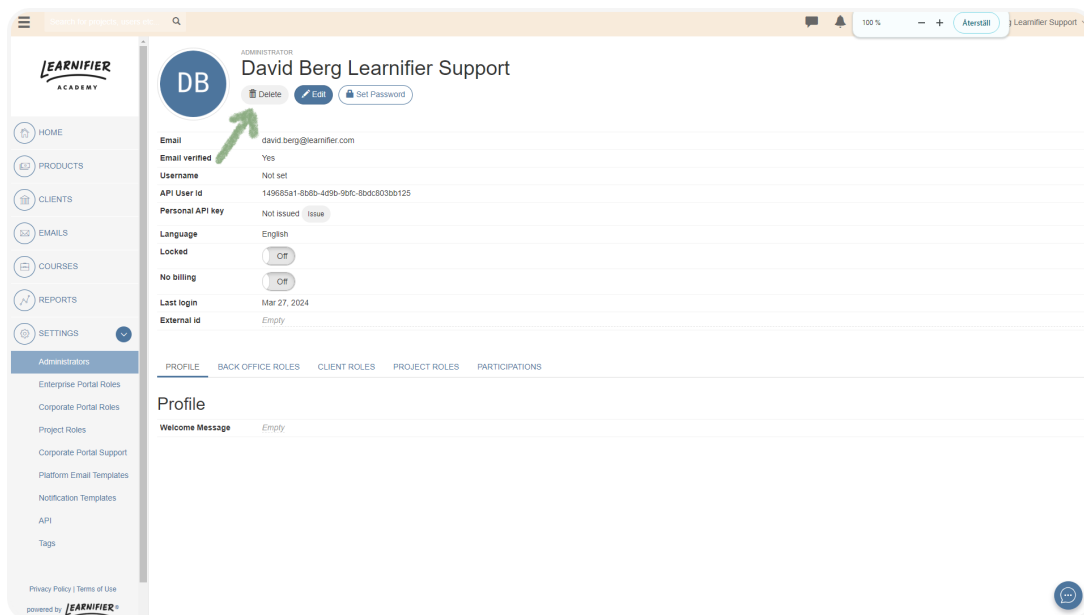 Search for projects, users etc.
100 %
− + Återställ
g Learnifier Support
LEARNIFIER
ACADEMY
HOME
PRODUCTS
CLIENTS
EMAILS
COURSES
REPORTS
SETTINGS
Administrators
Enterprise Portal Roles
Corporate Portal Roles
Project Roles
Corporate Portal Support
Platform Email Templates
Notification Templates
API
Tags
Privacy Policy | Terms of Use
powered by LEARNIFIER®
DB
ADMINISTRATOR
David Berg Learnifier Support
Delete Edit Set Password
Email david.berg@learnifier.com
Email verified Yes
Username Not set
API User Id 149685a1-8b8b-4d9b-9bfc-8bdc803bb125
Personal API key Not issued Issue
Language English
Locked Off
No billing Off
Last login Mar 27, 2024
External id Empty
PROFILE BACK OFFICE ROLES CLIENT ROLES PROJECT ROLES PARTICIPATIONS
Profile
Welcome Message Empty